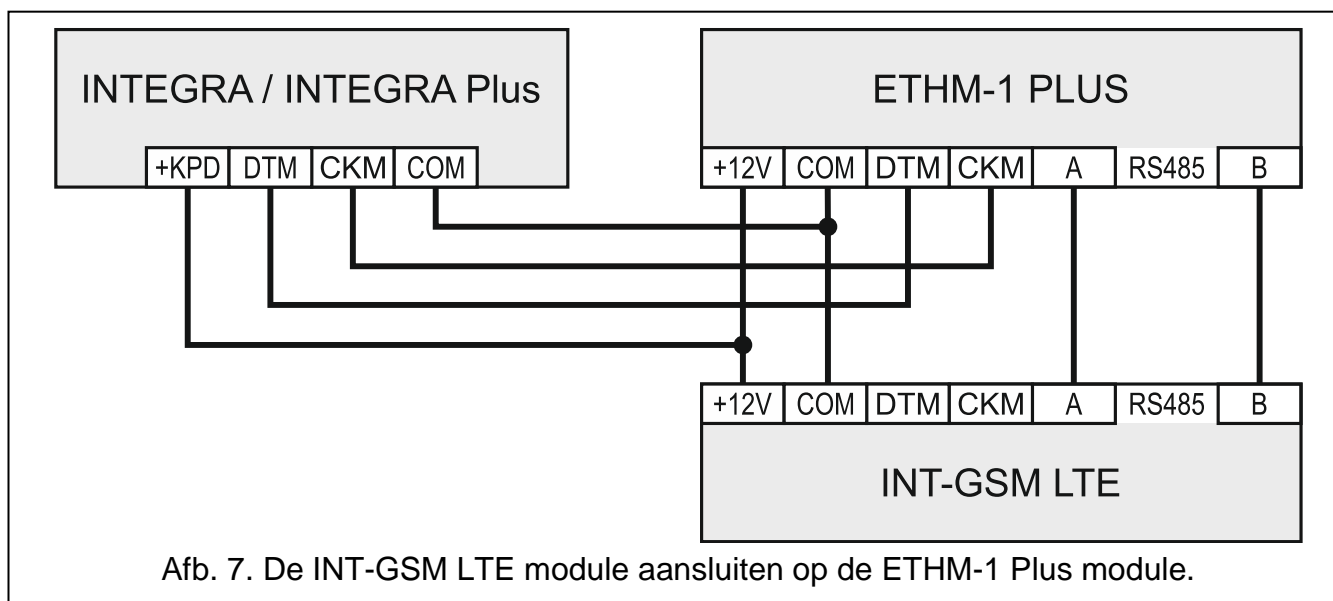 INTEGRA / INTEGRA Plus
+KPD DTM CKM COM
ETHM-1 PLUS
+12V COM DTM CKM A RS485 B
+12V COM DTM CKM A RS485 B
INT-GSM LTE
Afb. 7. De INT-GSM LTE module aansluiten op de ETHM-1 Plus module.